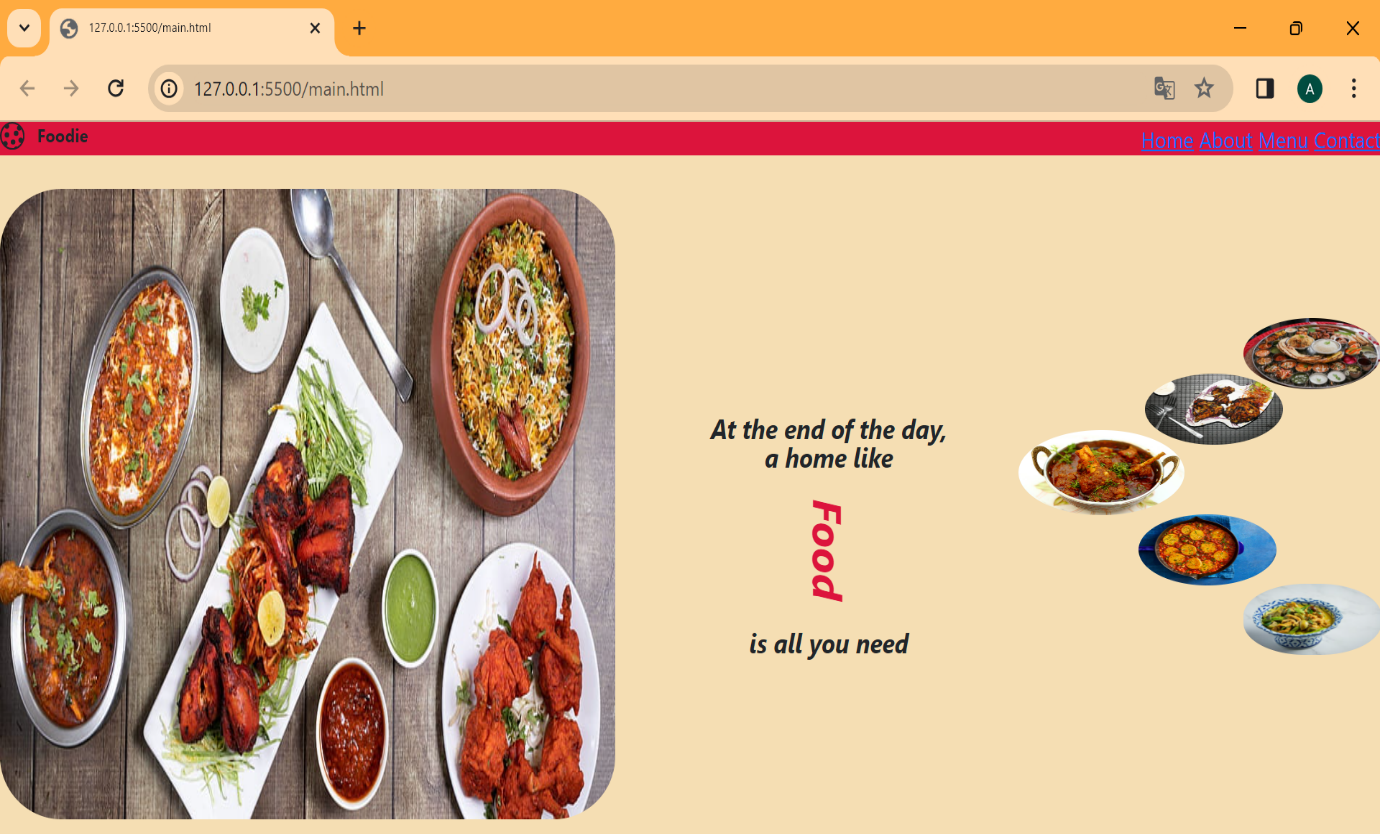 127.0.0.1:5500/main.html
127.0.0.1:5500/main.html
A
Foodie
Home About Menu Contact
At the end of the day,
a home like
Food
is all you need